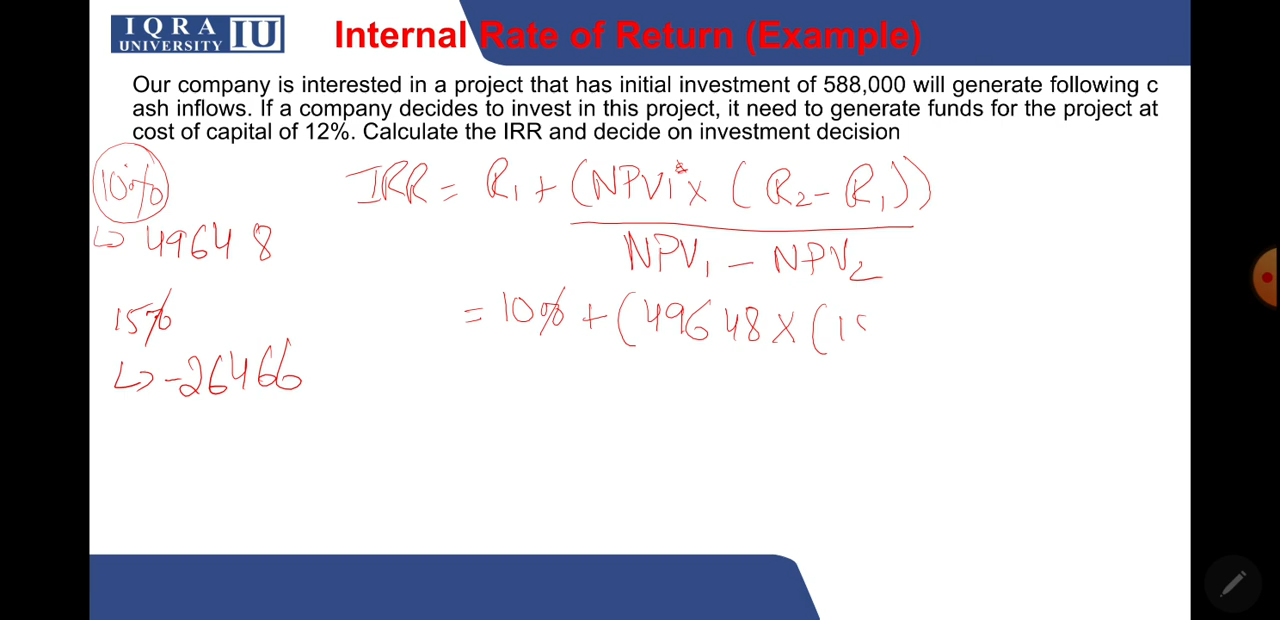 IQRA
UNIVERSITY IU
Internal Rate of Return (Example)
Our company is interested in a project that has initial investment of 588,000 will generate following c
ash inflows. If a company decides to invest in this project, it need to generate funds for the project at
cost of capital of 12%. Calculate the IRR and decide on investment decision
10%
↳ 49648
15%
↳ -26466
IRR = R₁ + (NPV₁ x (R₂ - R₁))
NPV₁ - NPV₂
= 10% + (49648 x (15